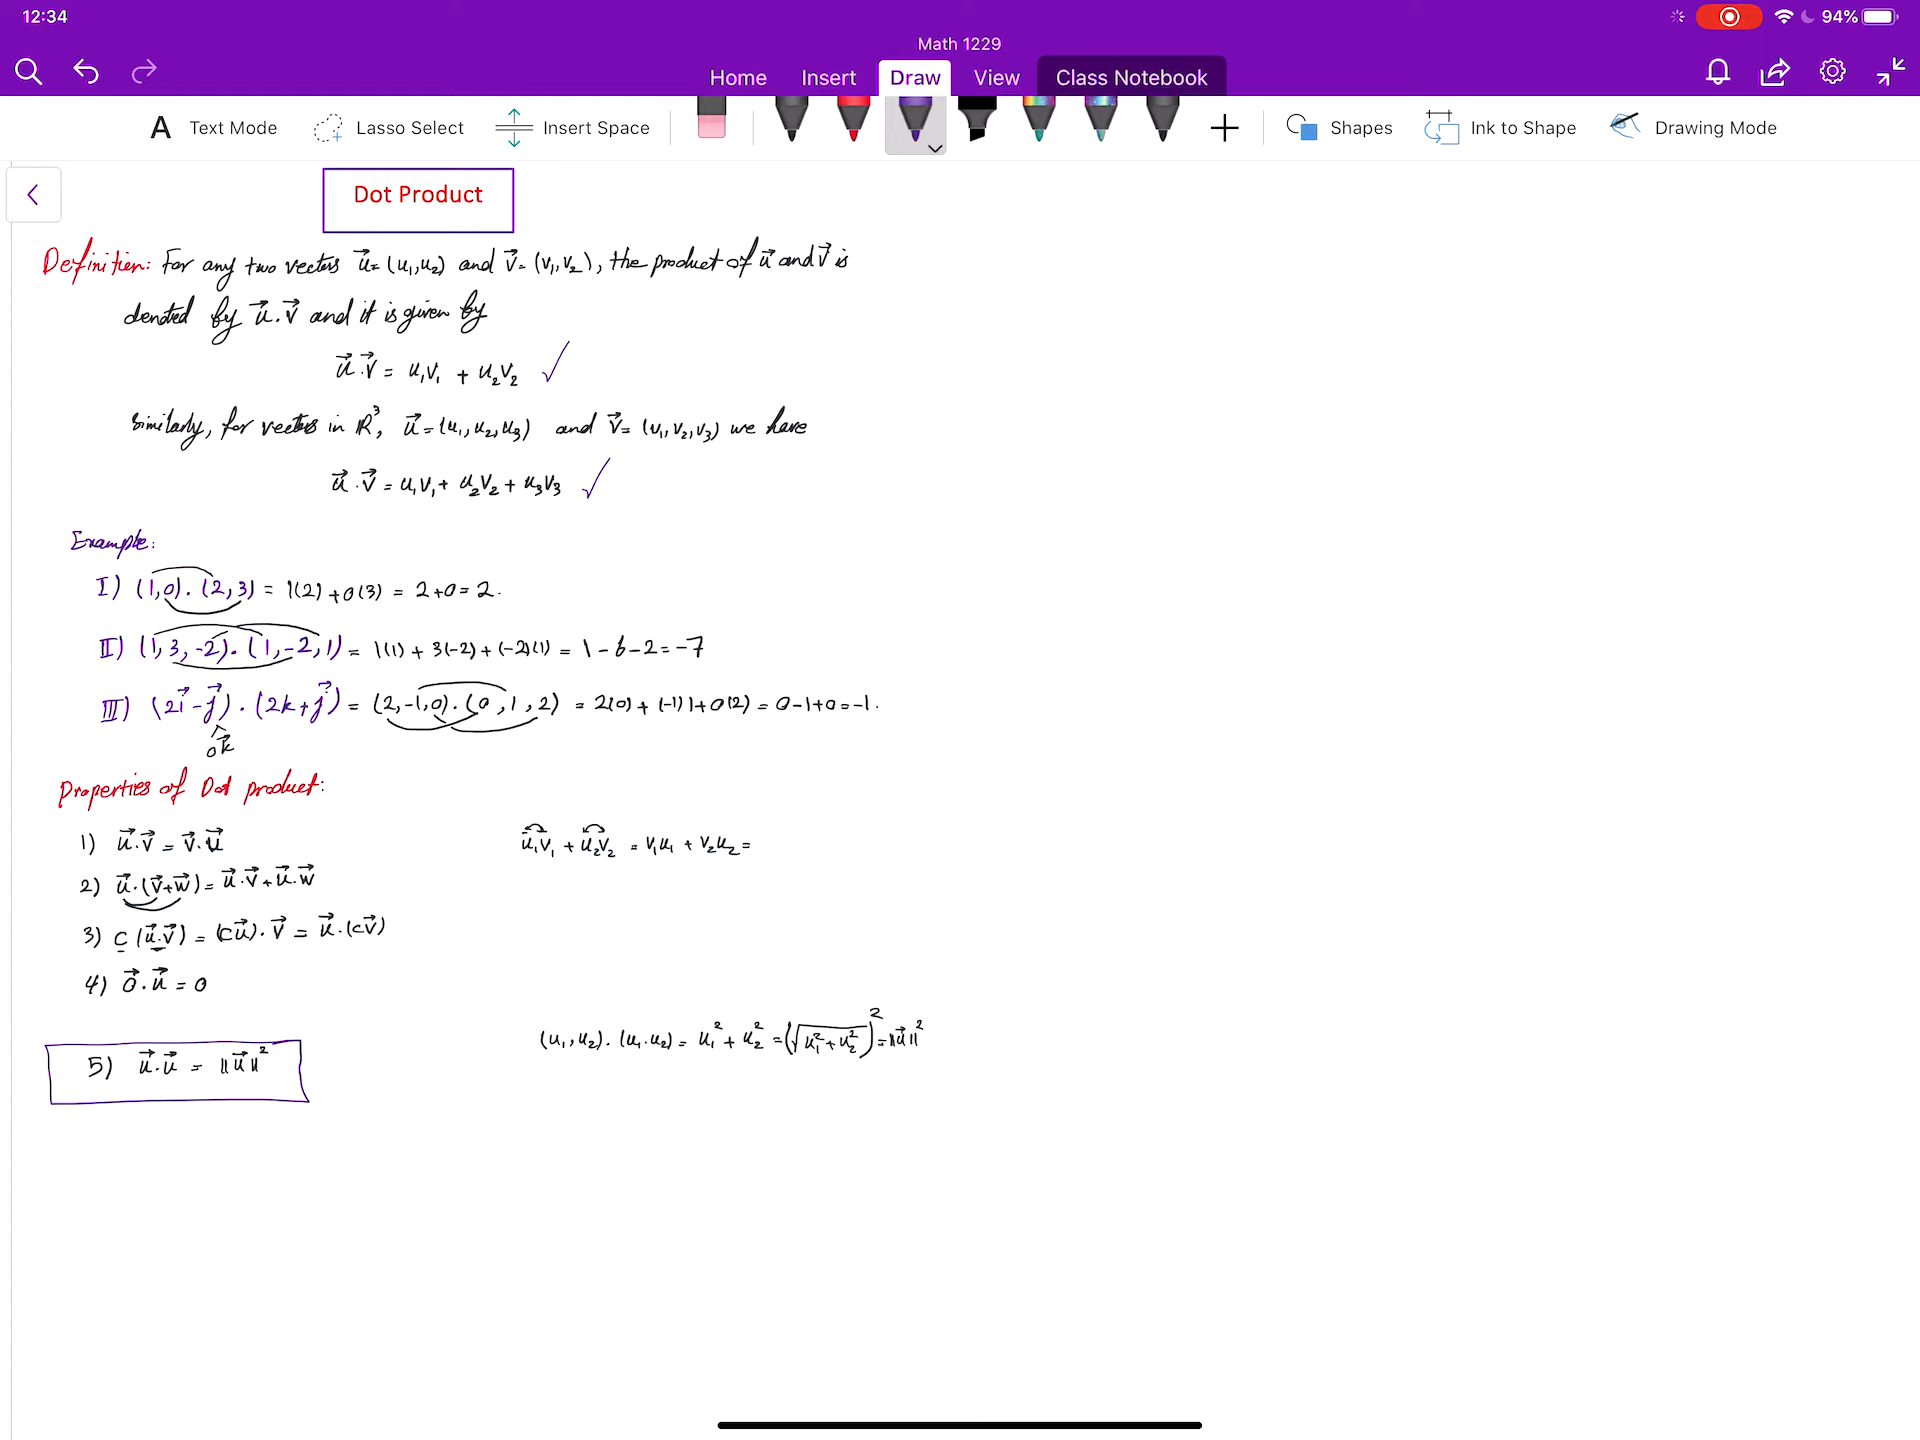 12:34
94%
Math 1229
Home Insert Draw View Class Notebook
A Text Mode Lasso Select Insert Space Shapes Ink to Shape Drawing Mode
Dot Product
Definition: For any two vectors u⃗ = (u₁,u₂) and v⃗ = (v₁,v₂), the product of u⃗ and v⃗ is
denoted by u⃗.v⃗ and it is given by
u⃗.v⃗ = u₁v₁ + u₂v₂ ✓
Similarly, for vectors in ℝ³, u⃗ = (u₁,u₂,u₃) and v⃗ = (v₁,v₂,v₃) we have
u⃗.v⃗ = u₁v₁ + u₂v₂ + u₃v₃ ✓
Example:
I) (1,0).(2,3) = 1(2)+0(3) = 2+0=2.
II) (1,3,-2).(1,-2,1) = 1(1)+3(-2)+(-2)(1) = 1-6-2=-7
III) (2i⃗-j⃗).(2k+j⃗) = (2,-1,0).(0,1,2) = 2(0)+(-1)1+0(2)=0-1+0=-1.
0k⃗
Properties of Dot product:
1) u⃗.v⃗ = v⃗.u⃗ u₁v₁ + u₂v₂ = v₁u₁ + v₂u₂ =
2) u⃗.(v⃗+w⃗) = u⃗.v⃗+u⃗.w⃗
3) c(u⃗.v⃗) = (cu⃗).v⃗ = u⃗.(cv⃗)
4) 0⃗.u⃗ = 0
(u₁,u₂).(u₁.u₂) = u₁² + u₂² = (√(u₁²+u₂²))² = ||u⃗||²
5) u⃗.u⃗ = ||u⃗||²